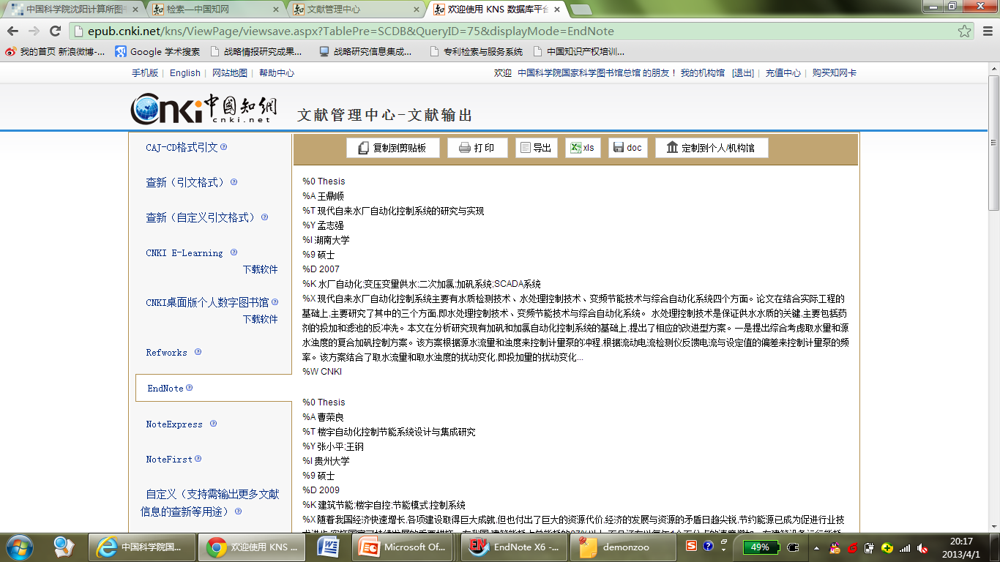 中国科学院沈阳计算所图书
检索—中国知网
文献管理中心
欢迎使用 KNS 数据库平台
epub.cnki.net/kns/ViewPage/viewsave.aspx?TablePre=SCDB&QueryID=75&displayMode=EndNote
我的首页 新浪微博-...
Google 学术搜索
战略情报研究成果...
战略研究信息集成...
专利检索与服务系统
中国知识产权培训...
手机版 | English | 网站地图 | 帮助中心
欢迎 中国科学院国家科学图书馆总馆 的朋友！ 我的机构馆 [退出] | 充值中心 | 购买知网卡
Cnki 中國知網
cnki.net
文献管理中心-文献输出
CAJ-CD格式引文
查新（引文格式）
查新（自定义引文格式）
CNKI E-Learning
下载软件
CNKI桌面版个人数字图书馆
下载软件
Refworks
EndNote
NoteExpress
NoteFirst
自定义（支持需输出更多文献
信息的查新等用途）
复制到剪贴板
打 印
导出
xls
doc
定制到个人/机构馆
%0 Thesis
%A 王鼎顺
%T 现代自来水厂自动化控制系统的研究与实现
%Y 孟志强
%I 湖南大学
%9 硕士
%D 2007
%K 水厂自动化;变压变量供水;二次加氯;加矾系统;SCADA系统
%X 现代自来水厂自动化控制系统主要有水质检测技术、水处理控制技术、变频节能技术与综合自动化系统四个方面。论文在结合实际工程的
基础上,主要研究了其中的三个方面,即水处理控制技术、变频节能技术与综合自动化系统。 水处理控制技术是保证供水水质的关键,主要包括药
剂的投加和滤池的反冲洗。本文在分析研究现有加矾和加氯自动化控制系统的基础上,提出了相应的改进型方案。一是提出综合考虑取水量和源
水浊度的复合加矾控制方案。该方案根据源水流量和浊度来控制计量泵的冲程,根据流动电流检测仪反馈电流与设定值的偏差来控制计量泵的频
率。该方案结合了取水流量和取水浊度的扰动变化,即投加量的扰动变化...
%W CNKI
%0 Thesis
%A 曹荣良
%T 楼宇自动化控制节能系统设计与集成研究
%Y 张小平;王钢
%I 贵州大学
%9 硕士
%D 2009
%K 建筑节能;楼宇自控;节能模式;控制系统
%X 随着我国经济快速增长,各项建设取得巨大成就,但也付出了巨大的资源代价,经济的发展与资源的矛盾日趋尖锐,节约能源已成为促进行业技
中国科学院国...
欢迎使用 KNS ...
Microsoft Of...
EndNote X6 -...
demonzoo
49%
20:17
2013/4/1